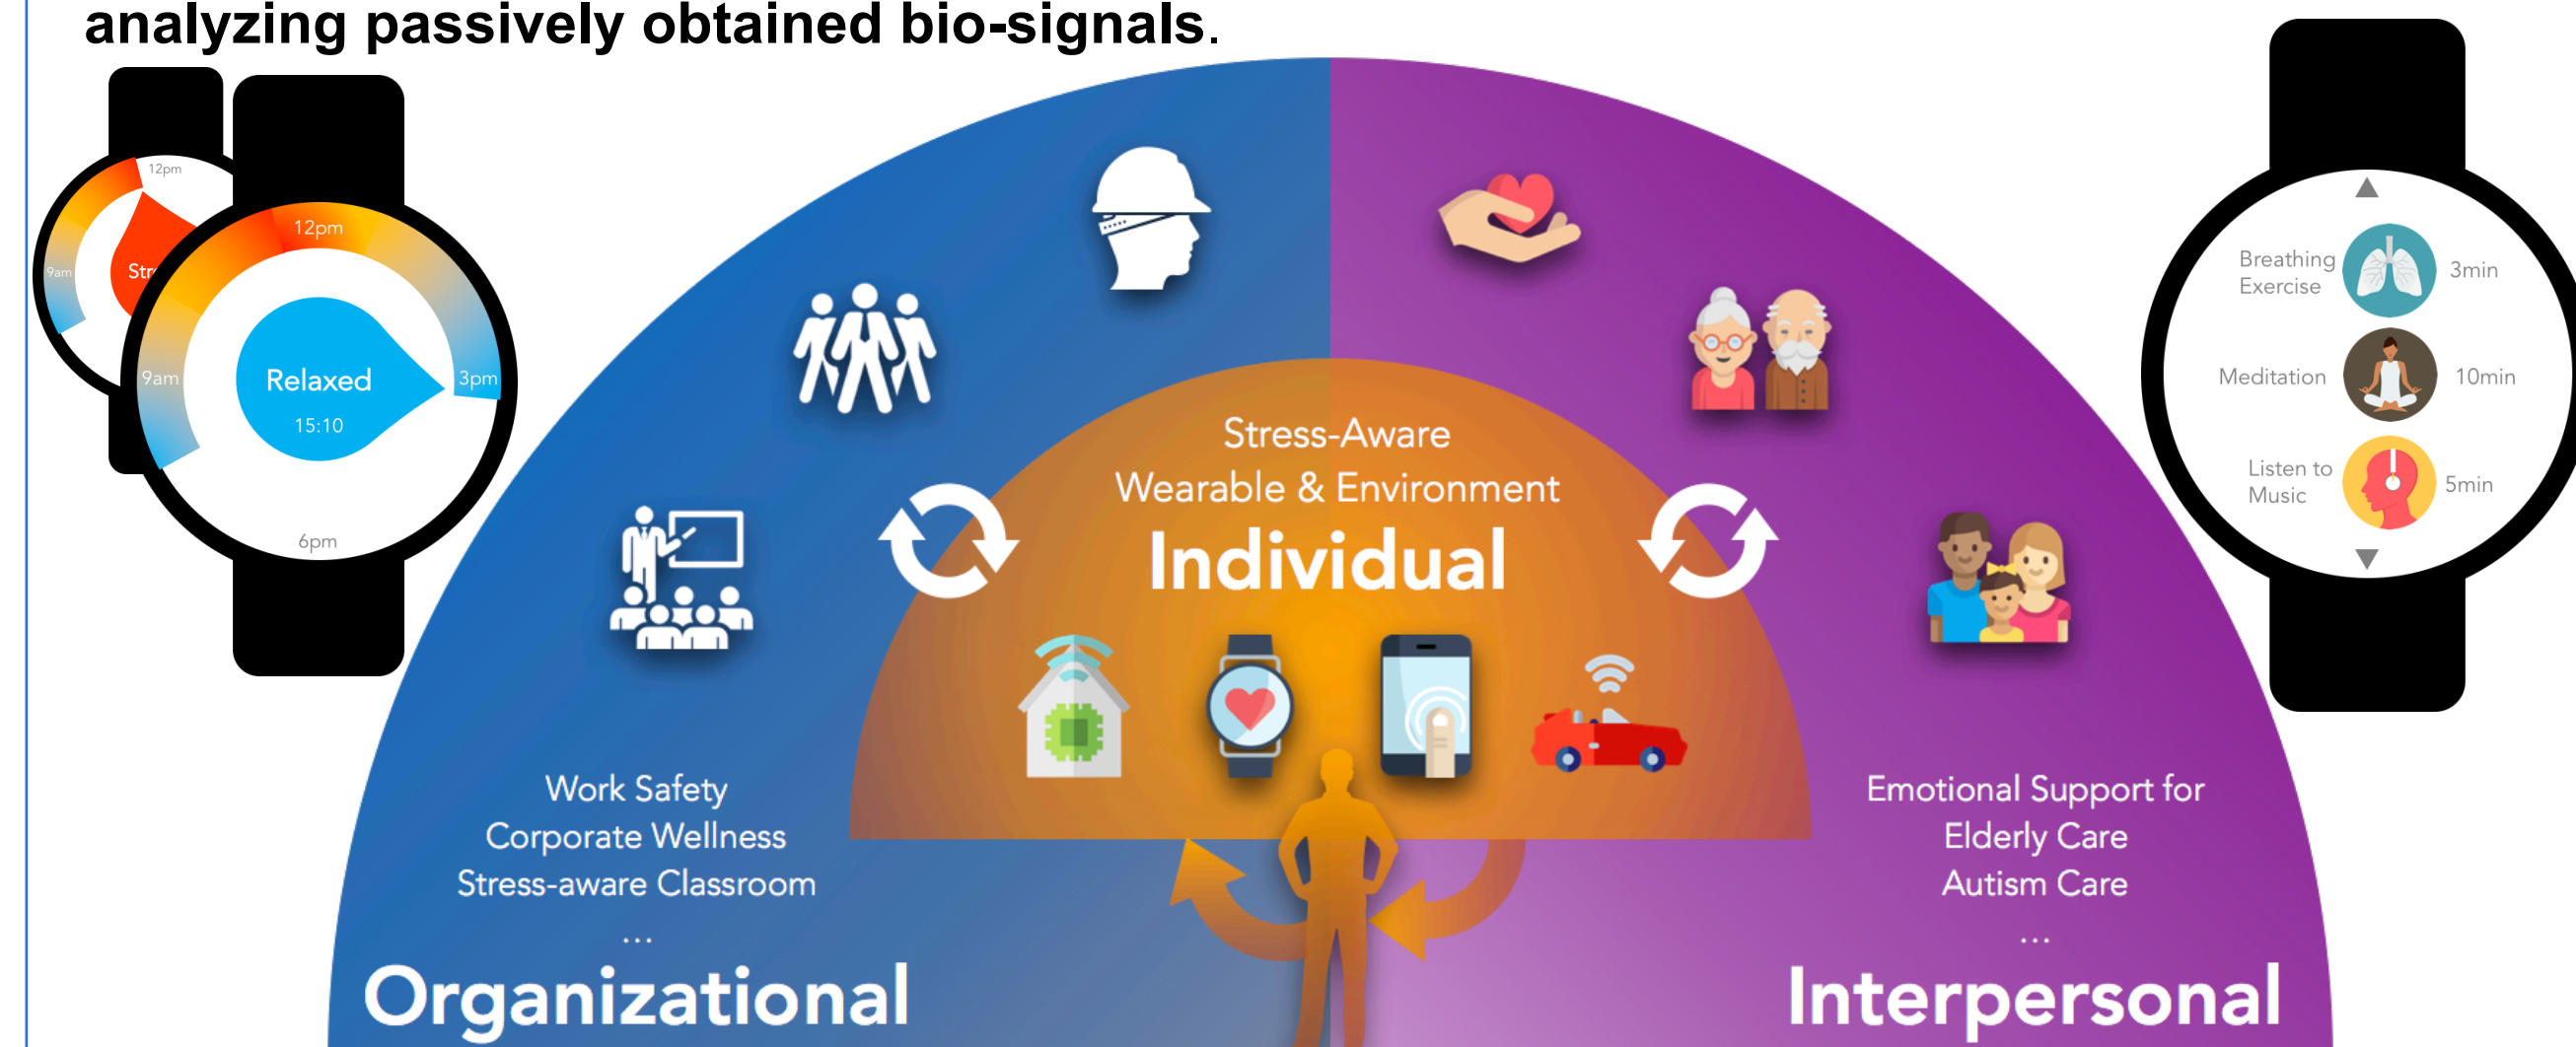 analyzing passively obtained bio-signals.
12pm
9am
12pm
9am
Relaxed
3pm
15:10
6pm
Stress-Aware
Wearable & Environment
Individual
Work Safety
Corporate Wellness
Stress-aware Classroom
...
Organizational
Emotional Support for
Elderly Care
Autism Care
...
Interpersonal
Breathing
Exercise
3min
Meditation
10min
Listen to
Music
5min